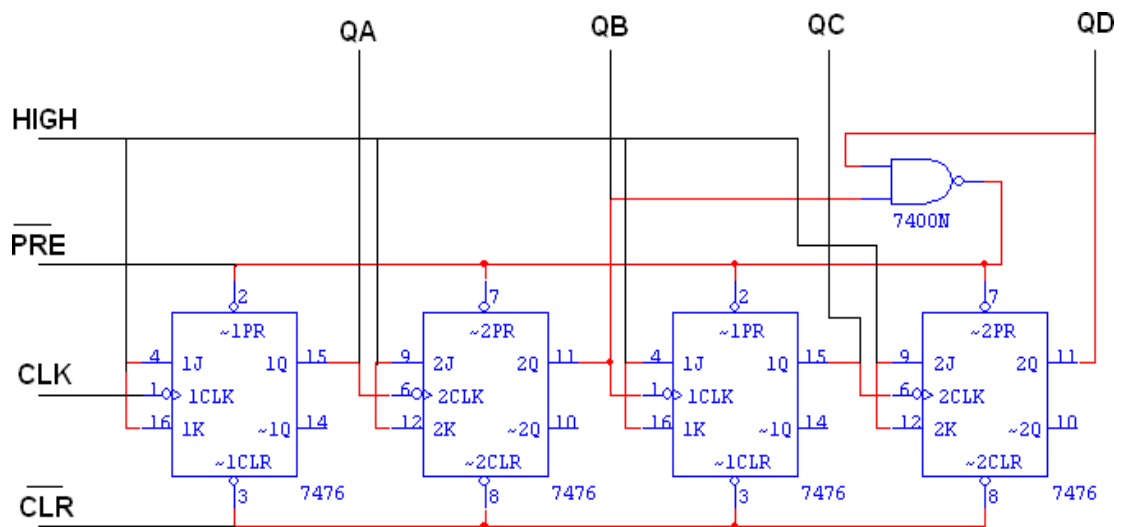 QA QB QC QD
HIGH
7400N
PRE
2 7 2 7
~1PR ~2PR ~1PR ~2PR
4 1J 1Q 15 9 2J 2Q 11 4 1J 1Q 15 9 2J 2Q 11
CLK 1 1CLK 6 2CLK 1 1CLK 6 2CLK
16 1K ~1Q 14 12 2K ~2Q 10 16 1K ~1Q 14 12 2K ~2Q 10
~1CLR ~2CLR ~1CLR ~2CLR
CLR 3 7476 8 7476 3 7476 8 7476